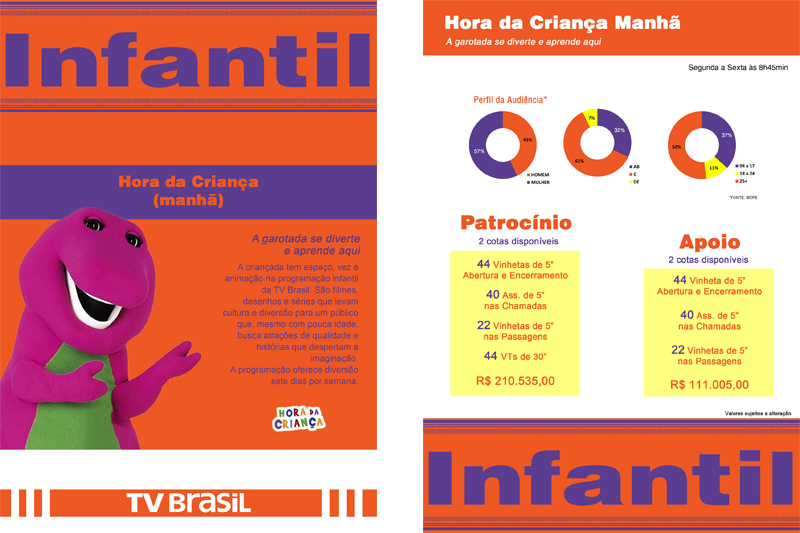 Infantil
Hora da Criança
(manhã)
A garotada se diverte
e aprende aqui
A criançada tem espaço, vez e
animação na programação infantil
da TV Brasil. São filmes,
desenhos e séries que levam
cultura e diversão para um público
que, mesmo com pouca idade,
busca atrações de qualidade e
histórias que despertam a
imaginação.
A programação oferece diversão
sete dias por semana.
HORA DA
CRIANÇA
TV BRASIL
Hora da Criança Manhã
A garotada se diverte e aprende aqui
Segunda a Sexta às 8h45min
Perfil da Audiência*
57%
43%
HOMEM
MULHER
7%
32%
61%
AB
C
DE
37%
52%
11%
04 a 17
18 a 24
25+
*FONTE: IBOPE
Patrocínio
2 cotas disponíveis
44 Vinhetas de 5"
Abertura e Encerramento
40 Ass. de 5"
nas Chamadas
22 Vinhetas de 5"
nas Passagens
44 VTs de 30"
R$ 210.535,00
Apoio
2 cotas disponíveis
44 Vinheta de 5"
Abertura e Encerramento
40 Ass. de 5"
nas Chamadas
22 Vinhetas de 5"
nas Passagens
R$ 111.005,00
Valores sujeitos a alteração
Infantil